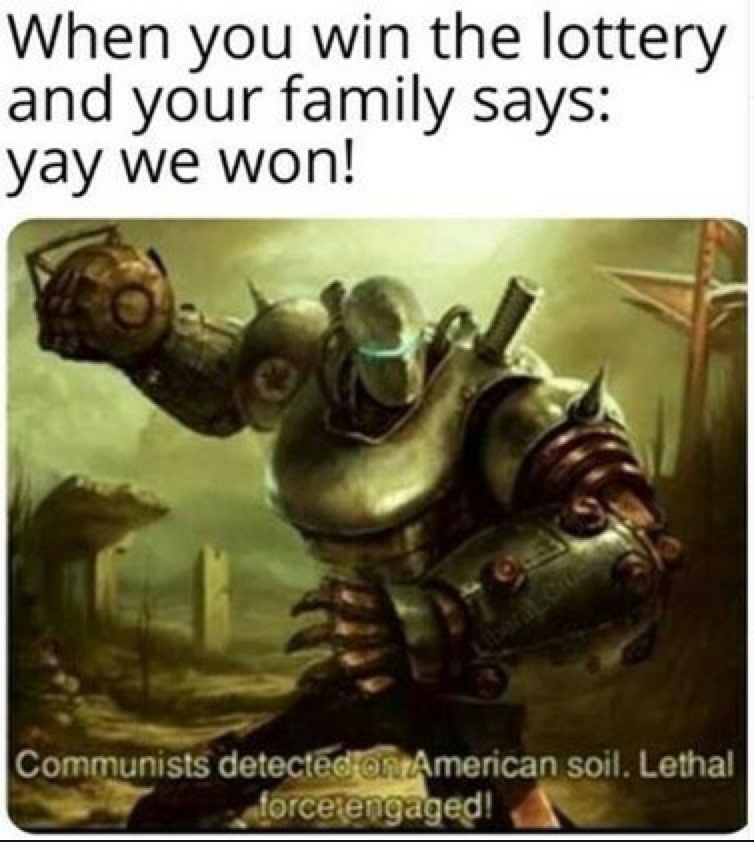 When you win the lottery
and your family says:
yay we won!
Communists detected on American soil. Lethal
force engaged!